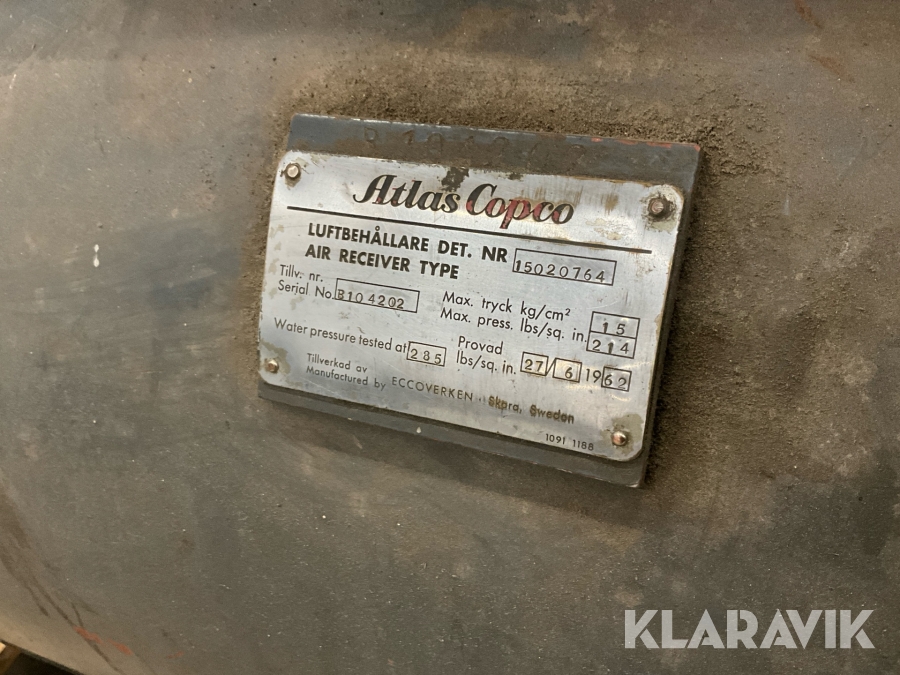 Atlas Copco
LUFTBEHÅLLARE DET. NR 15020764
AIR RECEIVER TYPE
Tillv. nr.
Serial No. B104202
Max. tryck kg/cm² 15
Max. press. lbs/sq. in. 214
Water pressure tested at 285 lbs/sq. in.
Provad 27/6 1962
Tillverkad av
Manufactured by ECCOVERKEN · Skara, Sweden
1091 1188
KLARAVIK